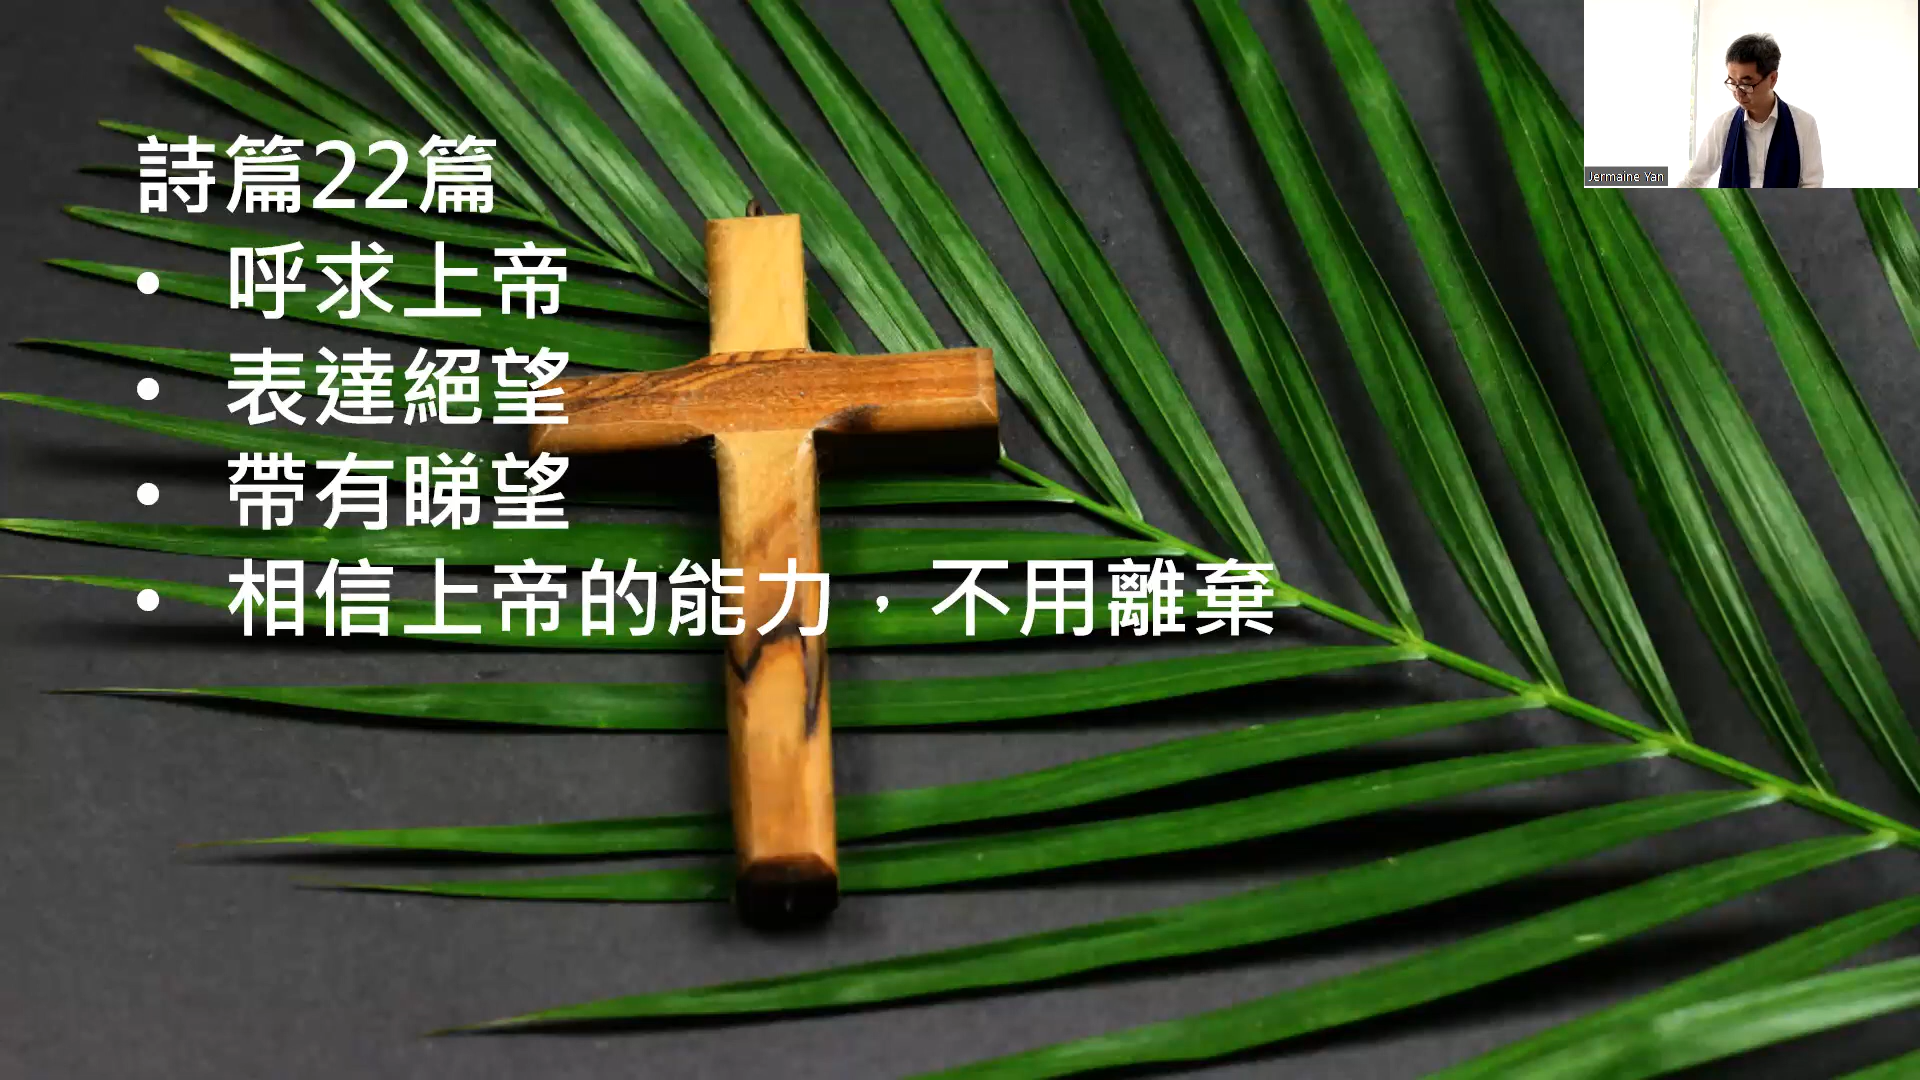 詩篇22篇
• 呼求上帝
• 表達絕望
• 帶有睇望
• 相信上帝的能力，不用離棄
Jermaine Yan